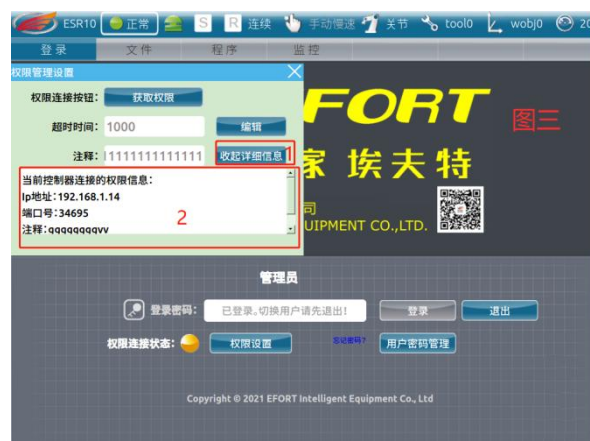 ESR10 正常 S R 连续 手动慢速 关节 tool0 wobj0 20
登录 文件 程序 监控
权限管理设置
权限连接按钮: 获取权限
超时时间: 1000 编辑
注释: 1111111111111 收起详细信息 1
当前控制器连接的权限信息:
Ip地址:192.168.1.14
端口号:34695
注释:qqqqqqqqvv
2
EFORT
图三
家 埃夫特
司
UIPMENT CO.,LTD.
管理员
登录密码: 已登录。切换用户请先退出! 登录 退出
权限连接状态: 权限设置 忘记密码? 用户密码管理
Copyright © 2021 EFORT Intelligent Equipment Co., Ltd